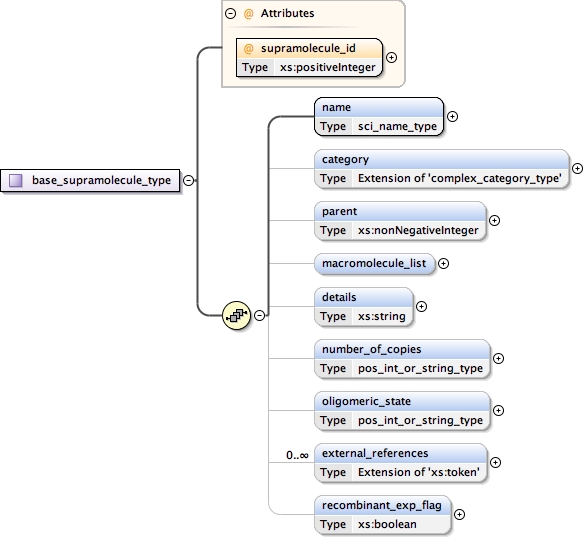 @ Attributes
@ supramolecule_id
Type xs:positiveInteger
base_supramolecule_type
name
Type sci_name_type
category
Type Extension of 'complex_category_type'
parent
Type xs:nonNegativeInteger
macromolecule_list
details
Type xs:string
number_of_copies
Type pos_int_or_string_type
oligomeric_state
Type pos_int_or_string_type
0..∞ external_references
Type Extension of 'xs:token'
recombinant_exp_flag
Type xs:boolean